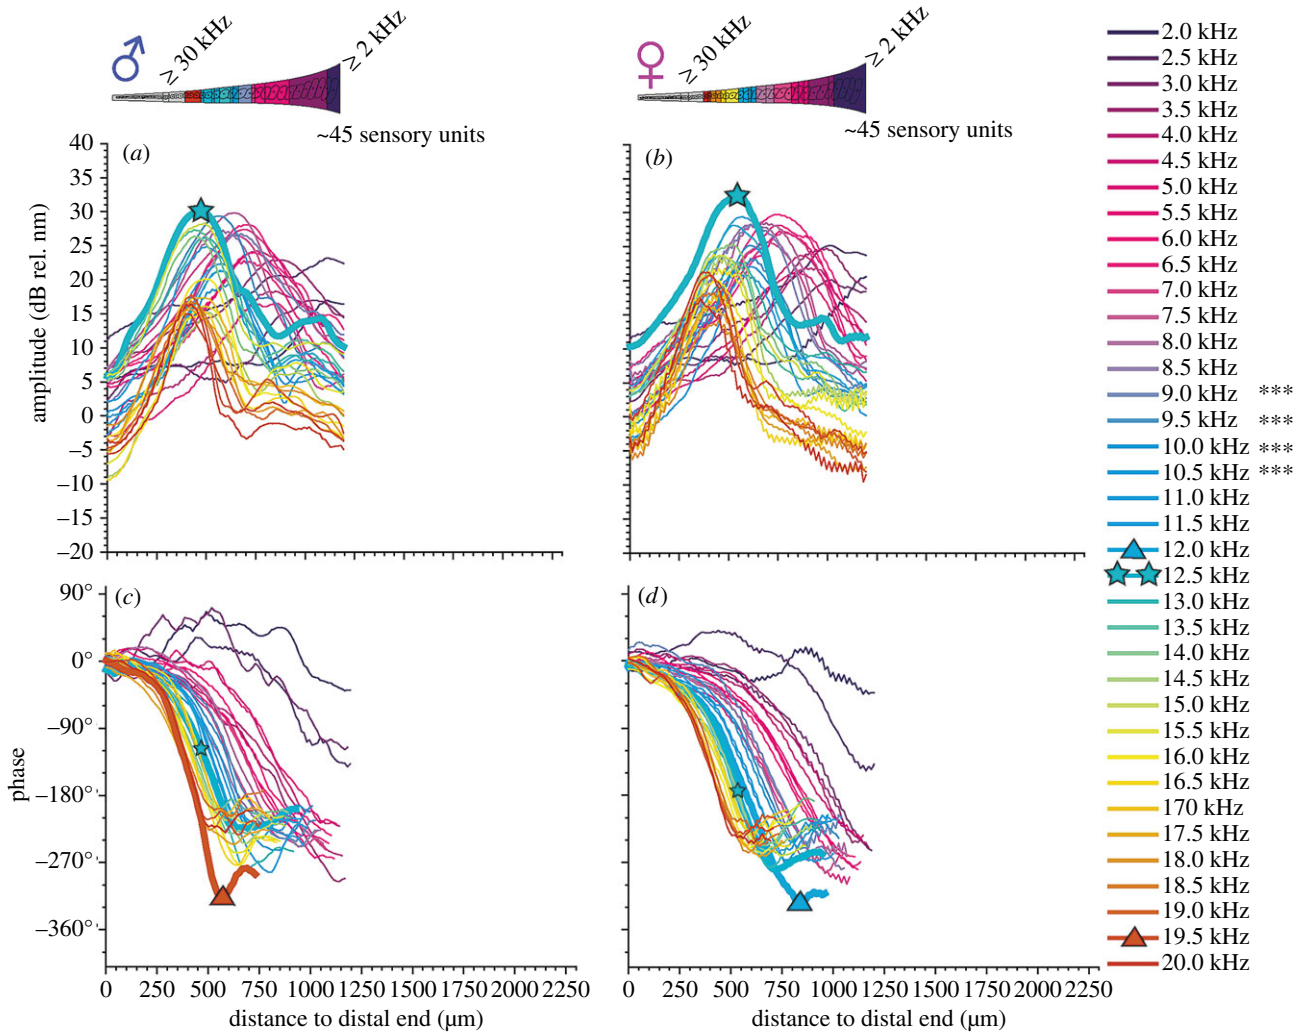 ♂ ≥ 30 kHz ≥ 2 kHz
~45 sensory units
♀ ≥ 30 kHz ≥ 2 kHz
~45 sensory units
(a)
40
35
30
25
20
15
10
5
0
−5
−10
−15
−20
amplitude (dB rel. nm)
(b)
(c)
90°
0°
−90°
−180°
−270°
−360°
phase
0 250 500 750 1000 1250 1500 1750 2000 2250
distance to distal end (µm)
(d)
0 250 500 750 1000 1250 1500 1750 2000 2250
distance to distal end (µm)
2.0 kHz
2.5 kHz
3.0 kHz
3.5 kHz
4.0 kHz
4.5 kHz
5.0 kHz
5.5 kHz
6.0 kHz
6.5 kHz
7.0 kHz
7.5 kHz
8.0 kHz
8.5 kHz
9.0 kHz ***
9.5 kHz ***
10.0 kHz ***
10.5 kHz ***
11.0 kHz
11.5 kHz
12.0 kHz
12.5 kHz
13.0 kHz
13.5 kHz
14.0 kHz
14.5 kHz
15.0 kHz
15.5 kHz
16.0 kHz
16.5 kHz
170 kHz
17.5 kHz
18.0 kHz
18.5 kHz
19.0 kHz
19.5 kHz
20.0 kHz